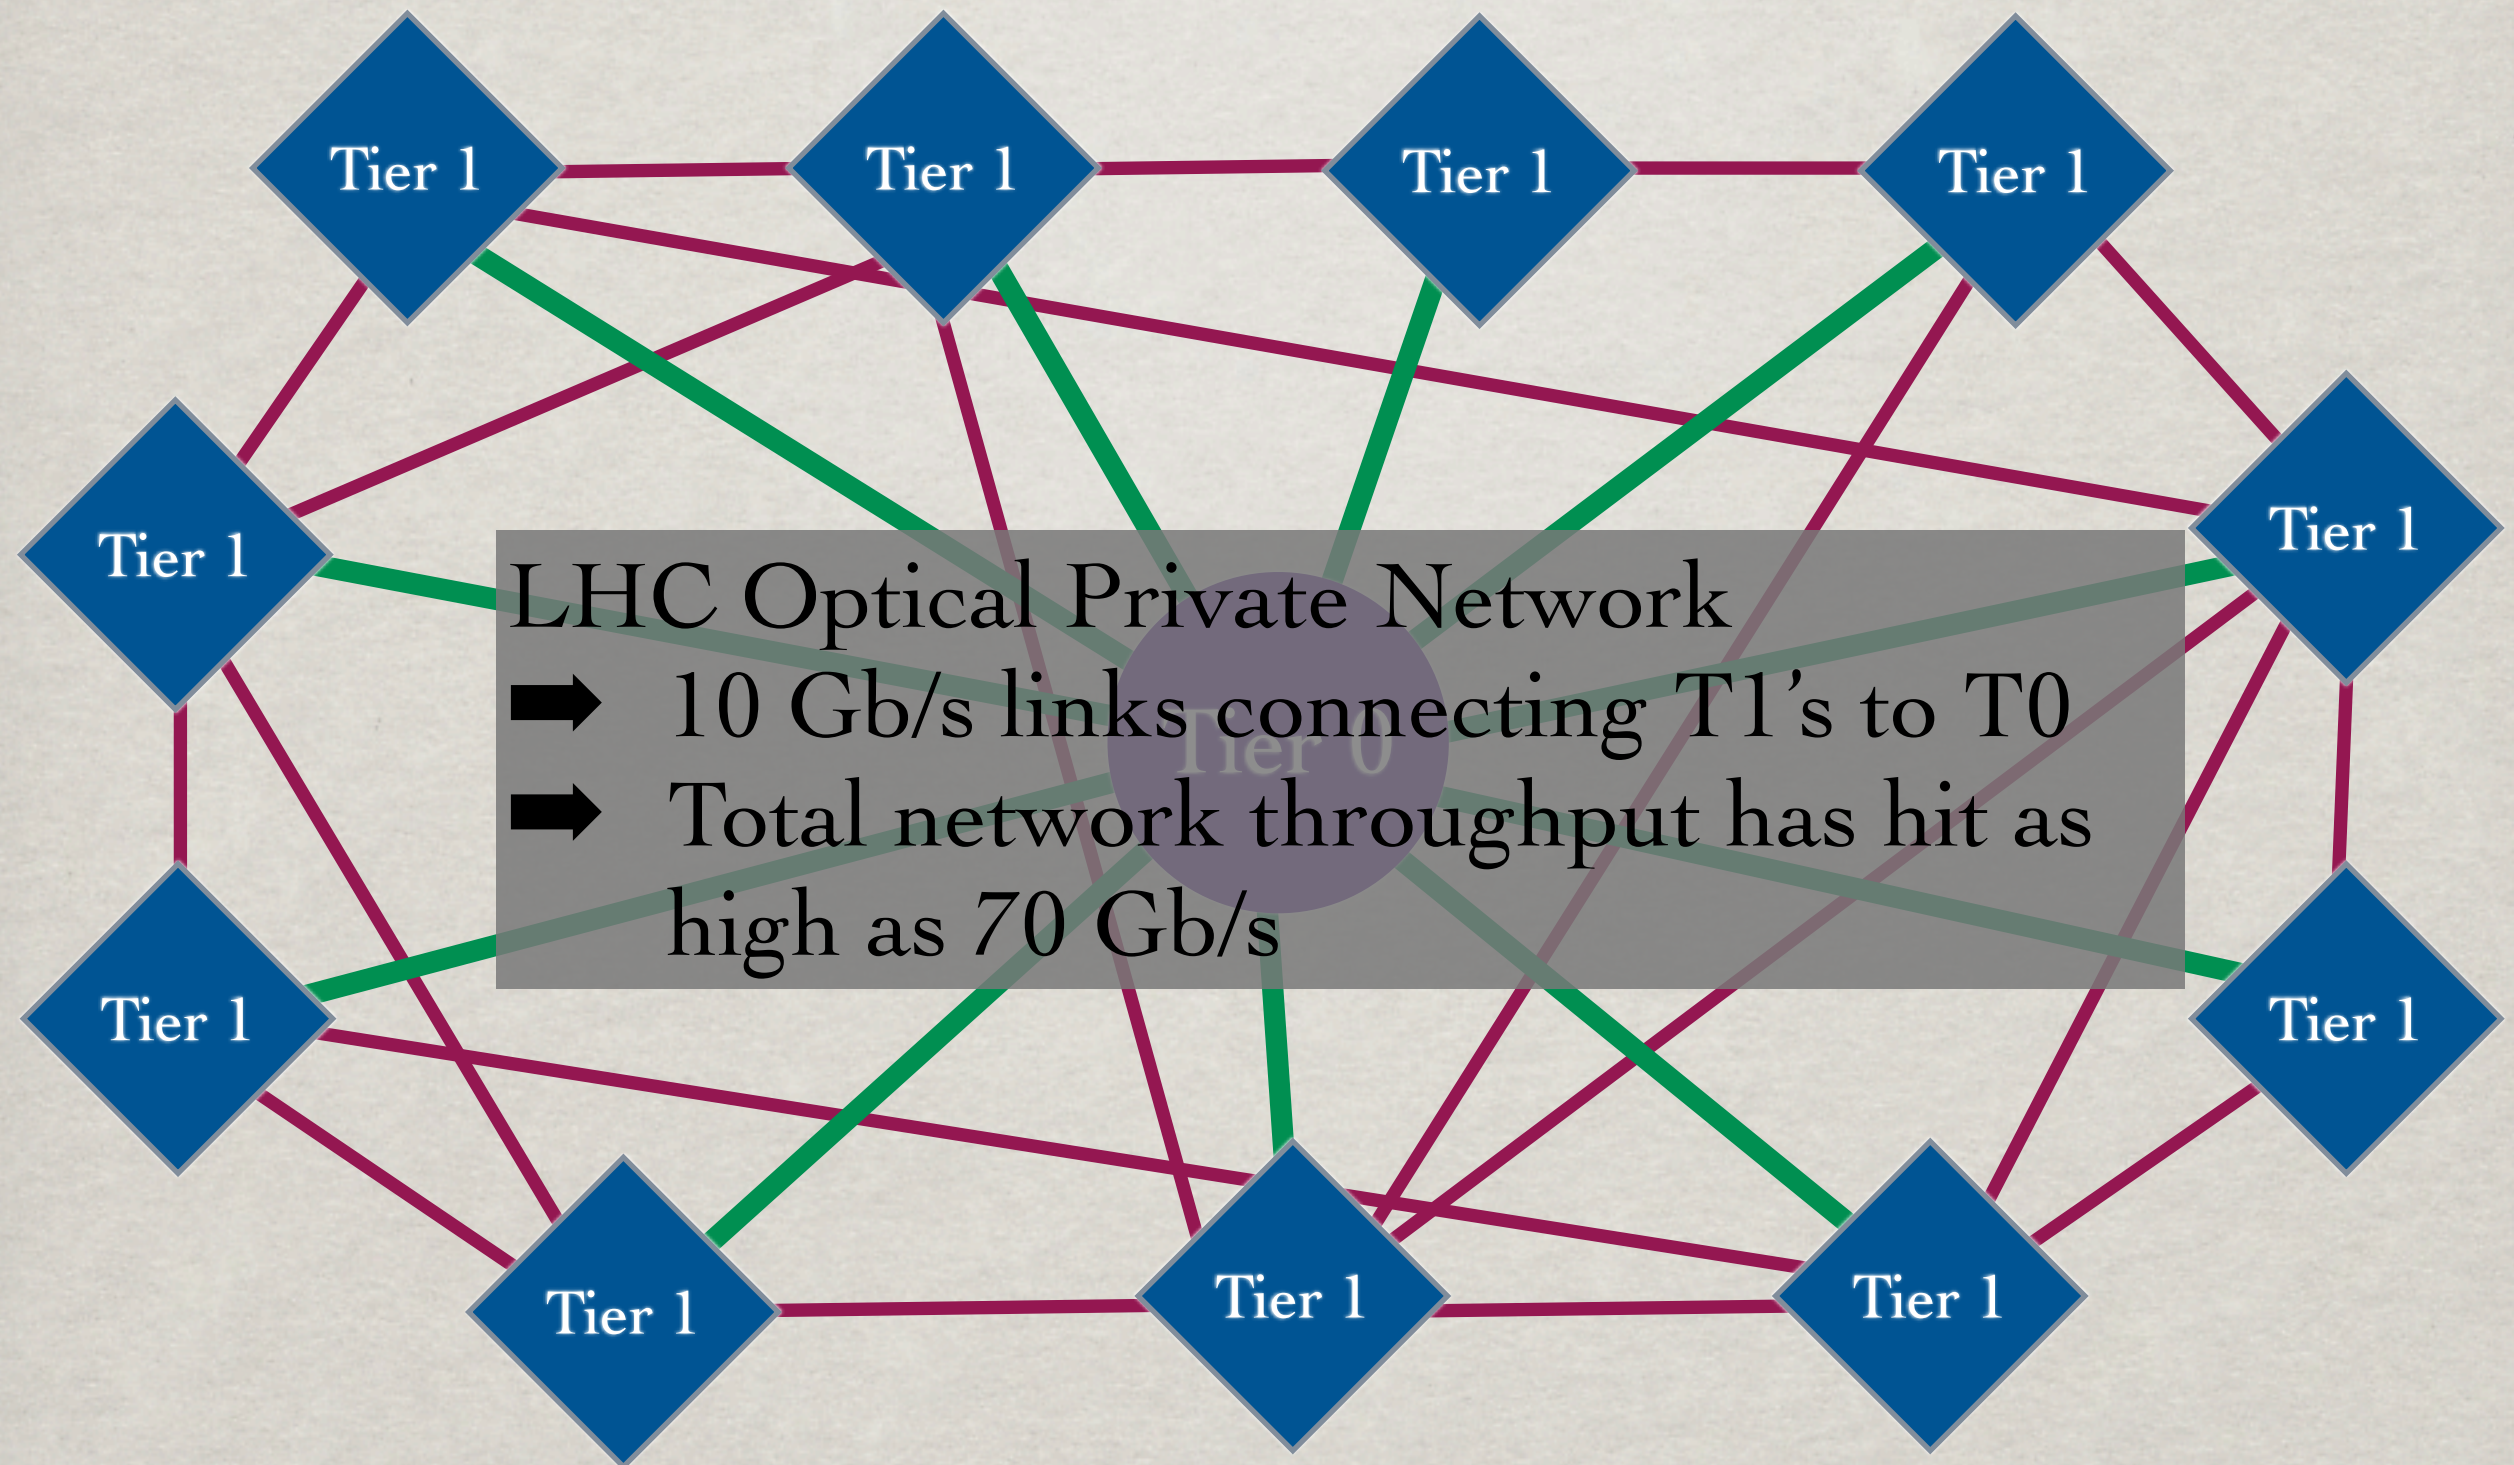 Tier 1
Tier 1
Tier 1
Tier 1
Tier 1
Tier 1
LHC Optical Private Network
➡ 10 Gb/s links connecting T1’s to T0
Tier 0
➡ Total network throughput has hit as
high as 70 Gb/s
Tier 1
Tier 1
Tier 1
Tier 1
Tier 1